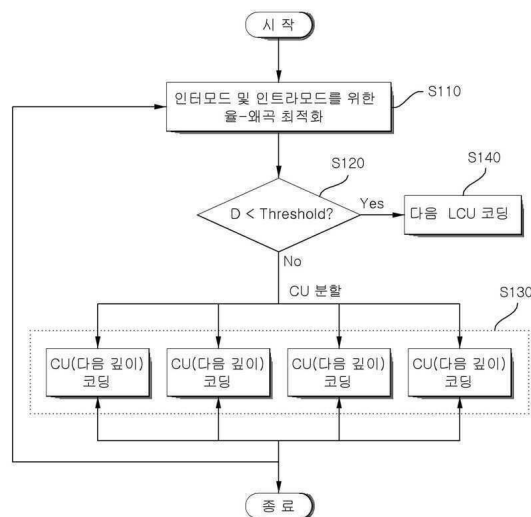 시 작
인터모드 및 인트라모드를 위한
율-왜곡 최적화
S110
S120
D < Threshold?
Yes
S140
다음 LCU 코딩
No
CU 분할
S130
CU(다음 깊이)
코딩
CU(다음 깊이)
코딩
CU(다음 깊이)
코딩
CU(다음 깊이)
코딩
종 료